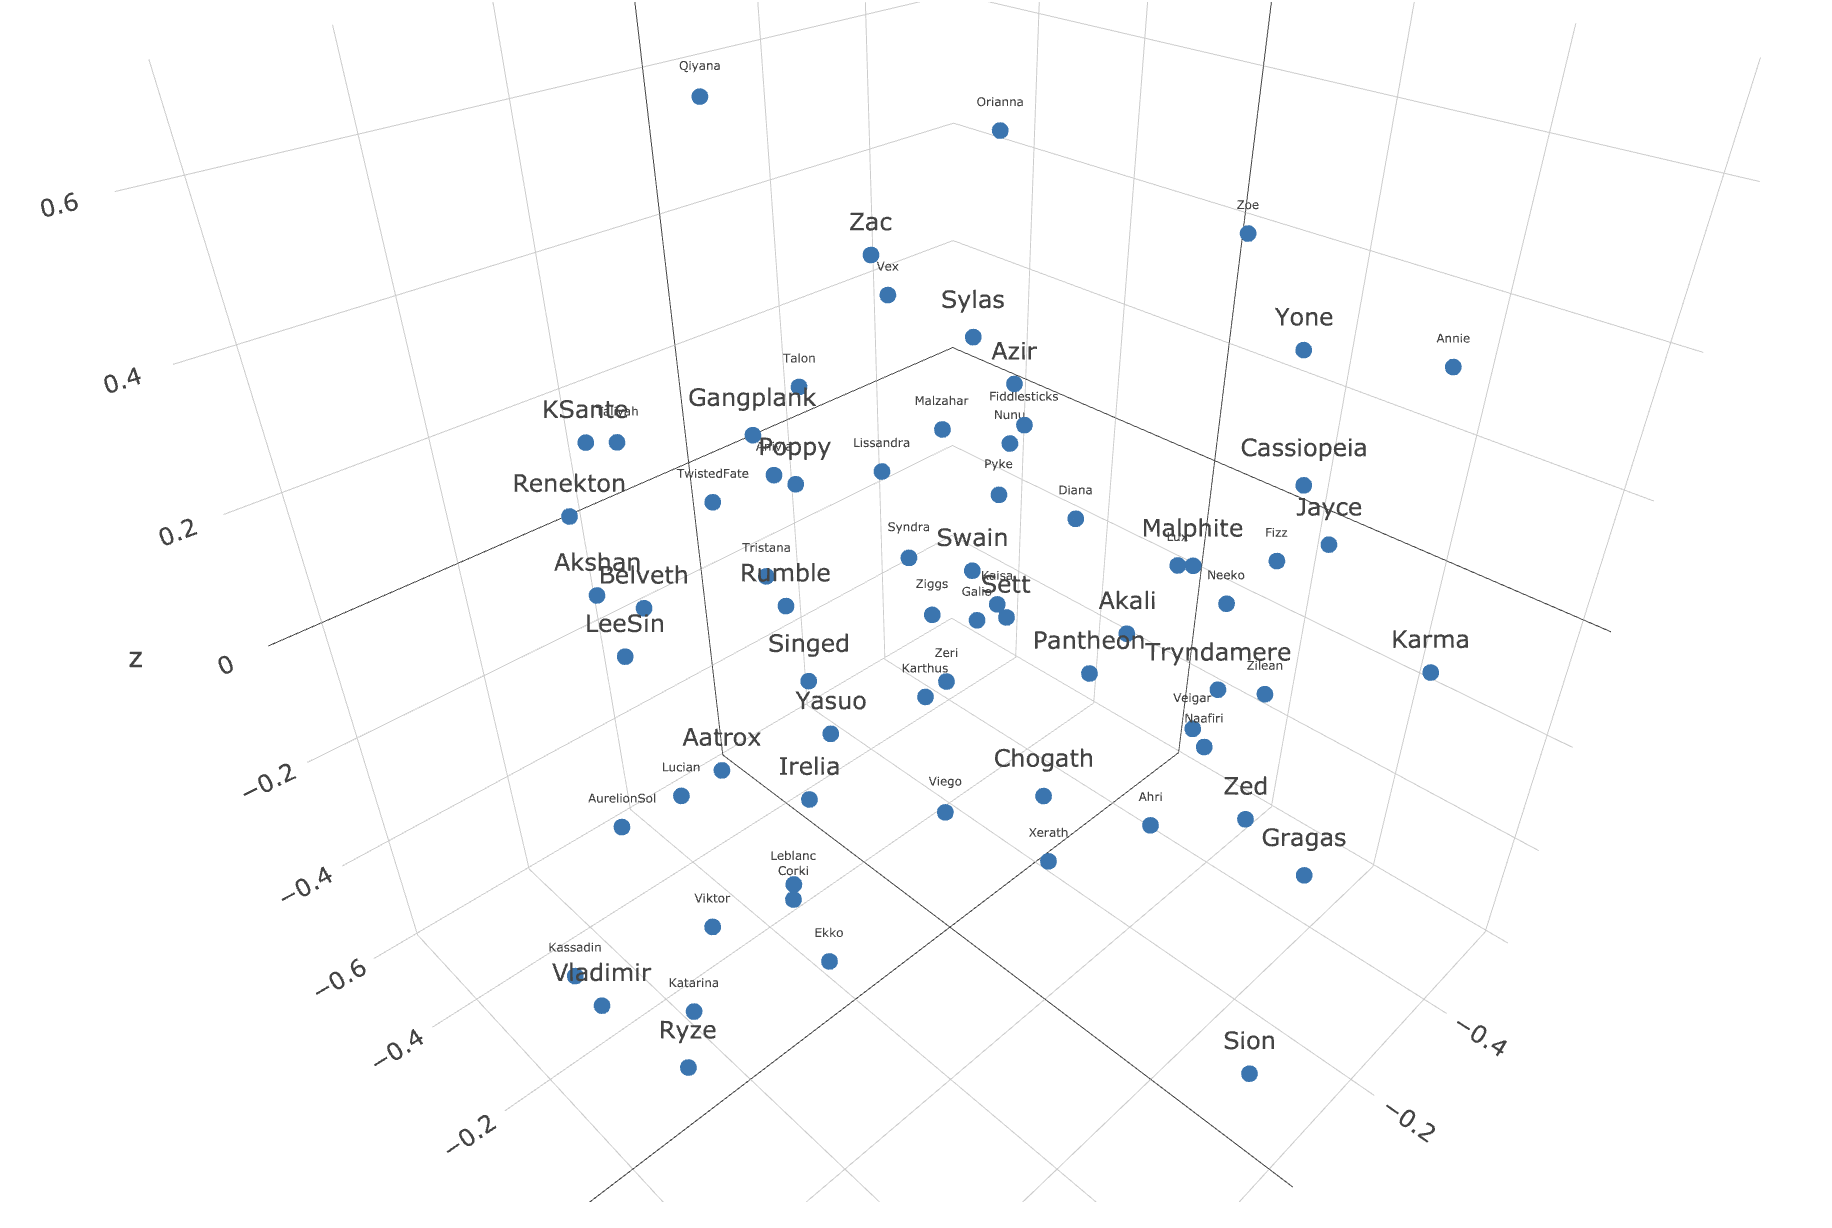 Qiyana
Orianna
0.6
Zoe
Zac
Vex
Sylas
Yone
Annie
Azir
Talon
0.4
Gangplank
Fiddlesticks
Malzahar
KSante
Taliyah
Nunu
Lissandra
Anivia
Poppy
Cassiopeia
Pyke
TwistedFate
Renekton
Diana
Jayce
0.2
Malphite
Lux
Fizz
Syndra
Swain
Tristana
Akshan
Belveth
Rumble
Kaisa
Neeko
Ziggs
Galio
Sett
Akali
LeeSin
Pantheon
Karma
Singed
Zeri
Tryndamere
z
0
Karthus
Zilean
Yasuo
Veigar
Naafiri
Aatrox
Chogath
Lucian
Irelia
−0.2
Viego
Zed
AurelionSol
Ahri
Xerath
Gragas
Leblanc
Corki
−0.4
Viktor
Ekko
Kassadin
Vladimir
−0.6
Katarina
Ryze
−0.4
−0.4
Sion
−0.2
−0.2